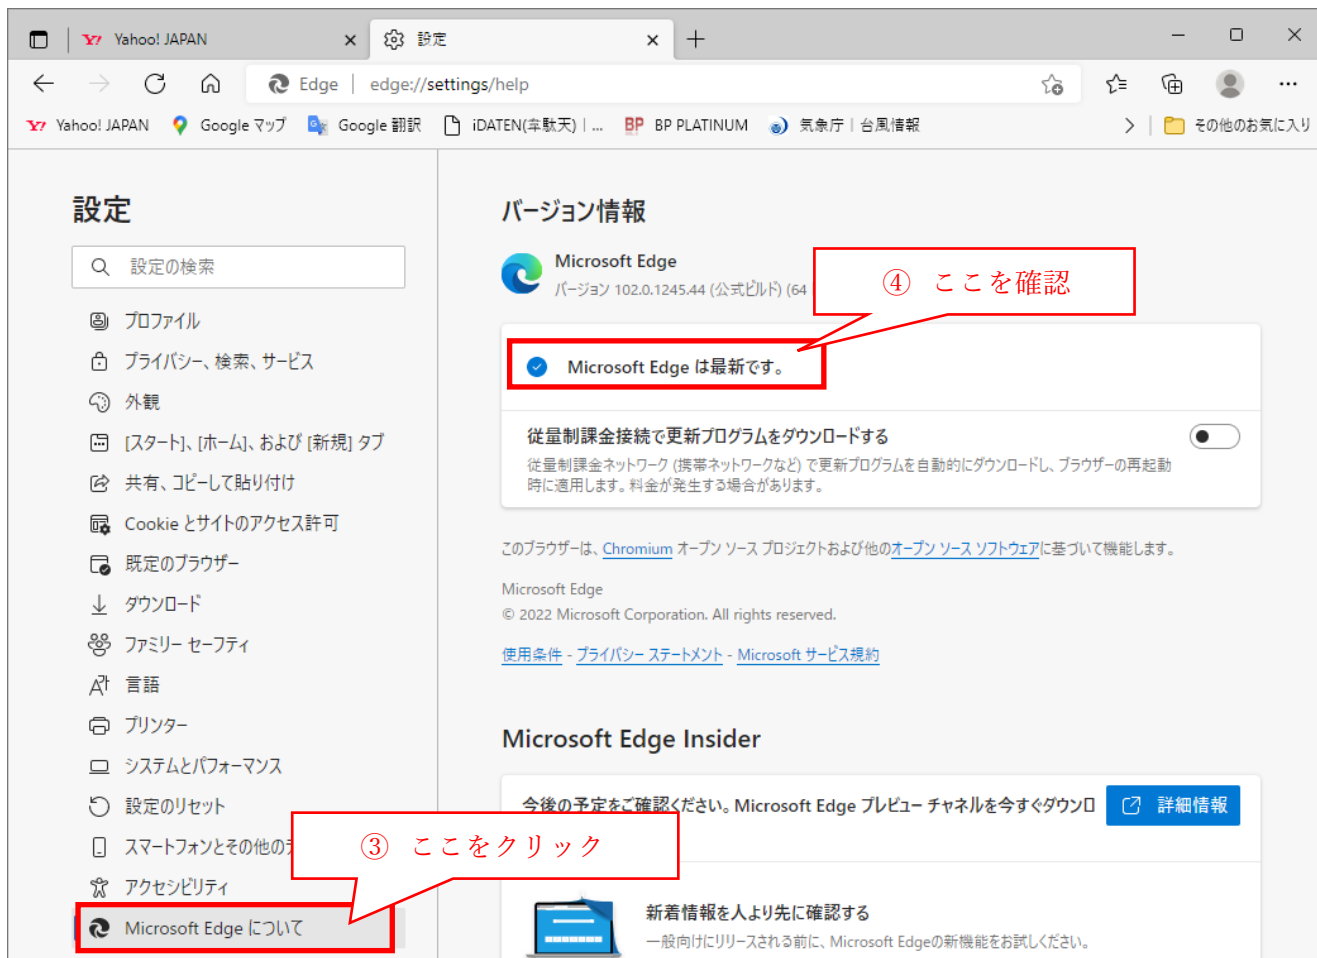 Yahoo! JAPAN
設定
Edge
edge://settings/help
Yahoo! JAPAN
Google マップ
Google 翻訳
iDATEN(韋駄天) | ...
BP BP PLATINUM
気象庁 | 台風情報
その他のお気に入り
設定
設定の検索
プロファイル
プライバシー、検索、サービス
外観
[スタート]、[ホーム]、および [新規] タブ
共有、コピーして貼り付け
Cookie とサイトのアクセス許可
既定のブラウザー
ダウンロード
ファミリー セーフティ
言語
プリンター
システムとパフォーマンス
設定のリセット
スマートフォンとその他の
アクセシビリティ
Microsoft Edge について
③ ここをクリック
バージョン情報
Microsoft Edge
バージョン 102.0.1245.44 (公式ビルド) (64
④ ここを確認
Microsoft Edge は最新です。
従量制課金接続で更新プログラムをダウンロードする
従量制課金ネットワーク (携帯ネットワークなど) で更新プログラムを自動的にダウンロードし、ブラウザーの再起動
時に適用します。料金が発生する場合があります。
このブラウザーは、Chromium オープン ソース プロジェクトおよび他のオープン ソース ソフトウェアに基づいて機能します。
Microsoft Edge
© 2022 Microsoft Corporation. All rights reserved.
使用条件 - プライバシー ステートメント - Microsoft サービス規約
Microsoft Edge Insider
今後の予定をご確認ください。Microsoft Edge プレビュー チャネルを今すぐダウンロ
詳細情報
新着情報を人より先に確認する
一般向けにリリースされる前に、Microsoft Edgeの新機能をお試しください。